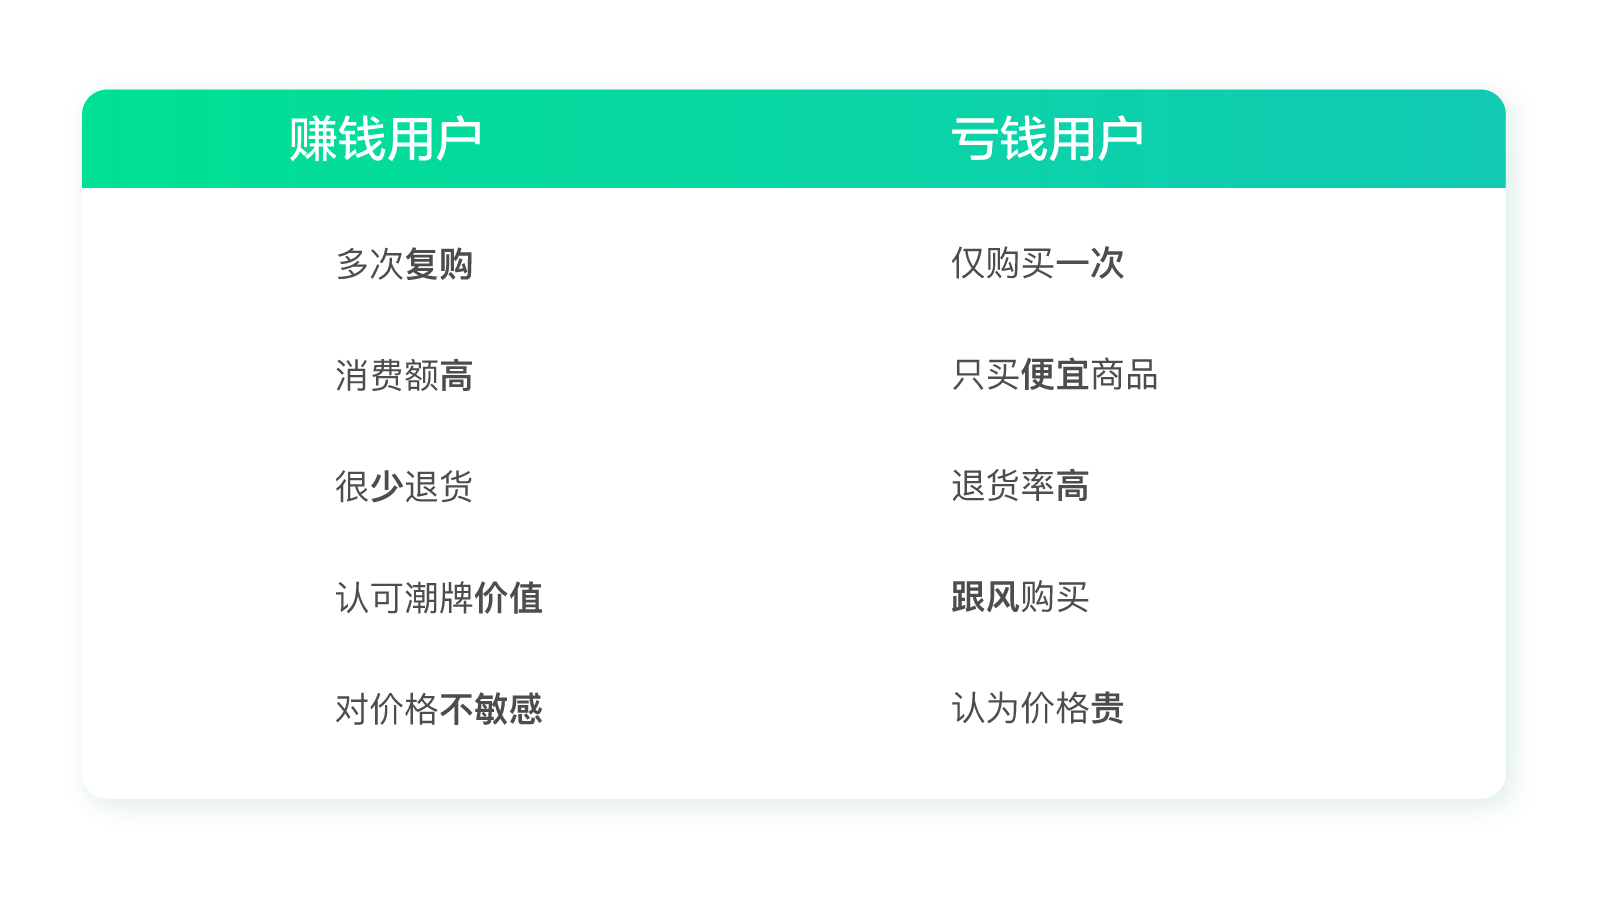 赚钱用户 亏钱用户
多次复购 仅购买一次
消费额高 只买便宜商品
很少退货 退货率高
认可潮牌价值 跟风购买
对价格不敏感 认为价格贵